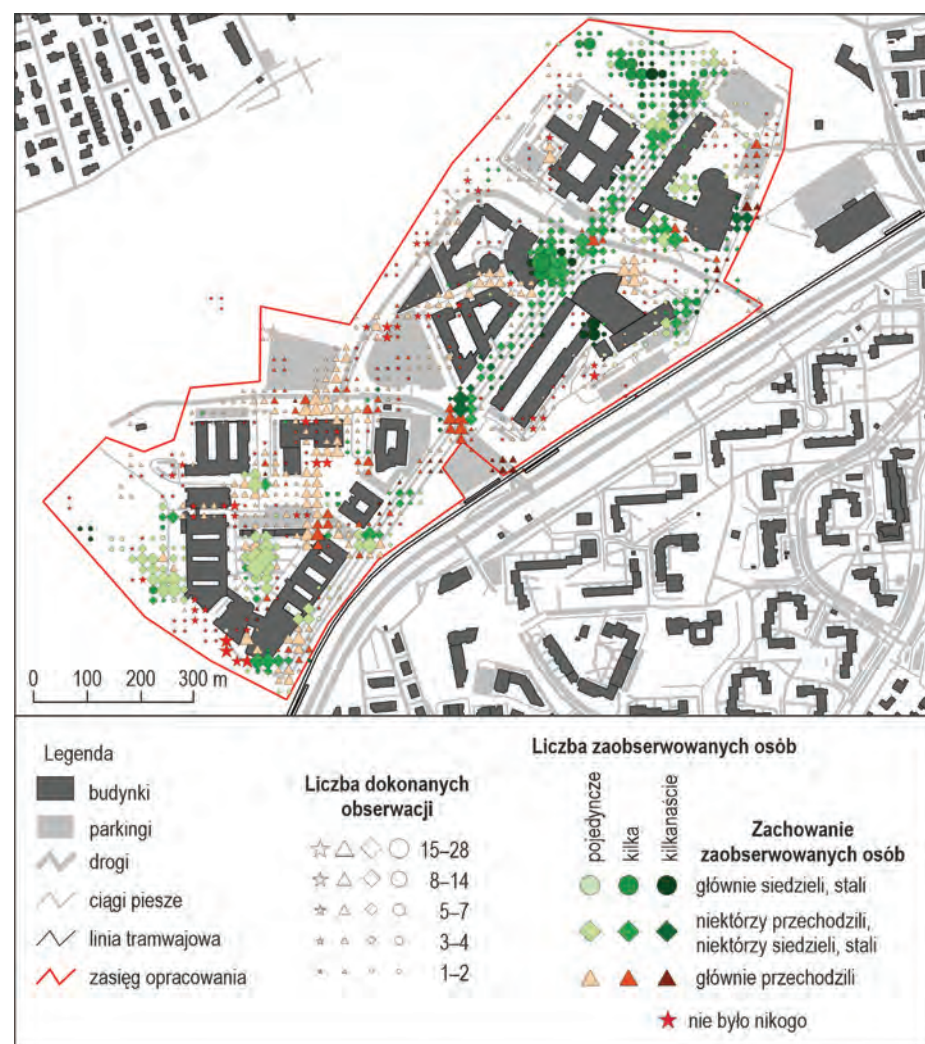 0 100 200 300 m
Legenda
budynki
parkingi
drogi
ciągi piesze
linia tramwajowa
zasięg opracowania
Liczba dokonanych
obserwacji
15–28
8–14
5–7
3–4
1–2
Liczba zaobserwowanych osób
pojedyncze
kilka
kilkanaście
Zachowanie
zaobserwowanych osób
głównie siedzieli, stali
niektórzy przechodzili,
niektórzy siedzieli, stali
głównie przechodzili
nie było nikogo